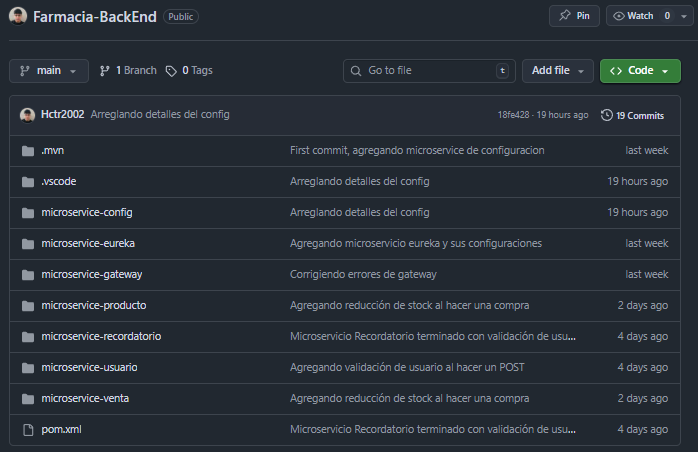 Farmacia-BackEnd Public Pin Watch 0
main 1 Branch 0 Tags Go to file t Add file Code
Hctr2002 Arreglando detalles del config 18fe428 · 19 hours ago 19 Commits
.mvn First commit, agregando microservice de configuracion last week
.vscode Arreglando detalles del config 19 hours ago
microservice-config Arreglando detalles del config 19 hours ago
microservice-eureka Agregando microservicio eureka y sus configuraciones last week
microservice-gateway Corrigiendo errores de gateway last week
microservice-producto Agregando reducción de stock al hacer una compra 2 days ago
microservice-recordatorio Microservicio Recordatorio terminado con validación de usu... 4 days ago
microservice-usuario Agregando validación de usuario al hacer un POST 4 days ago
microservice-venta Agregando reducción de stock al hacer una compra 2 days ago
pom.xml Microservicio Recordatorio terminado con validación de usu... 4 days ago